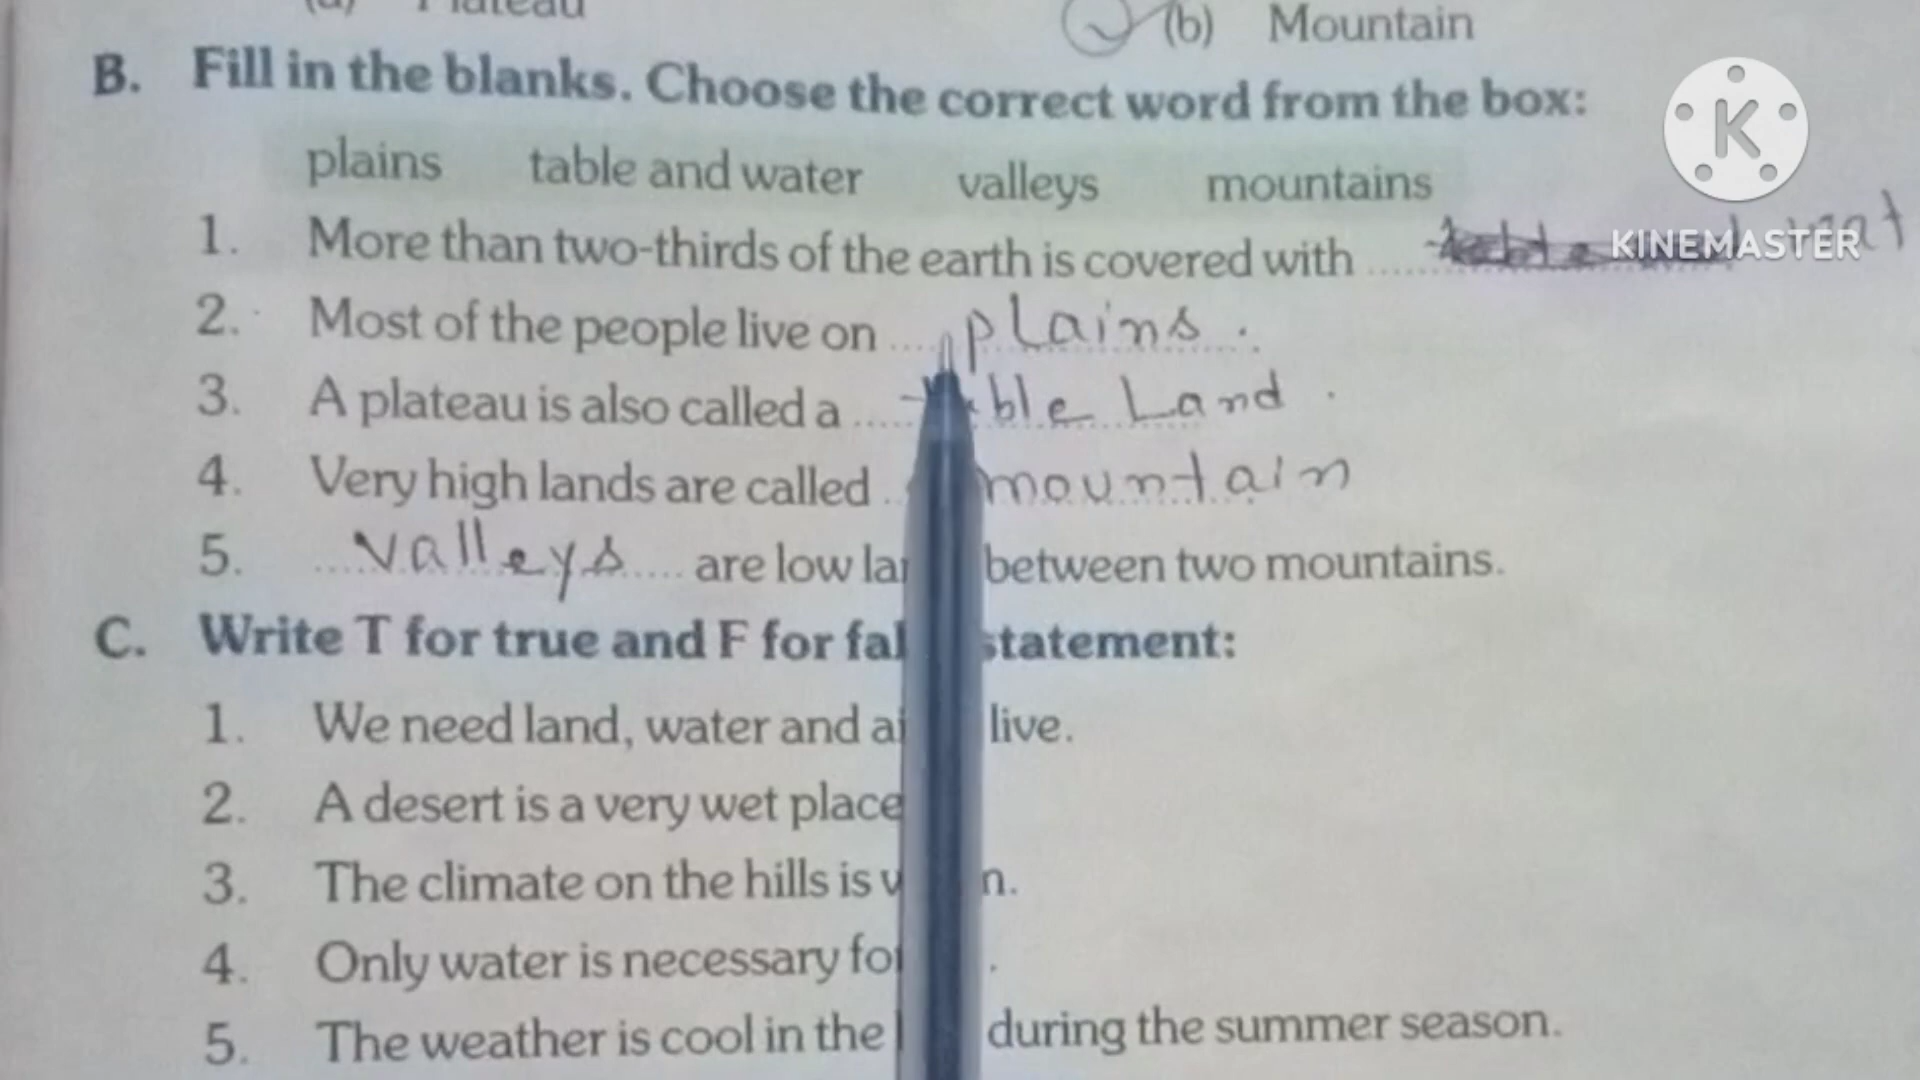 (a) Plateau
(b) Mountain
B. Fill in the blanks. Choose the correct word from the box:
plains table and water valleys mountains
1. More than two-thirds of the earth is covered with
KINEMASTER
2. Most of the people live on plains.
3. A plateau is also called a ble Land.
4. Very high lands are called mountain
5. valleys are low la between two mountains.
C. Write T for true and F for fal statement:
1. We need land, water and ai live.
2. A desert is a very wet place
3. The climate on the hills is
4. Only water is necessary for
5. The weather is cool in the during the summer season.